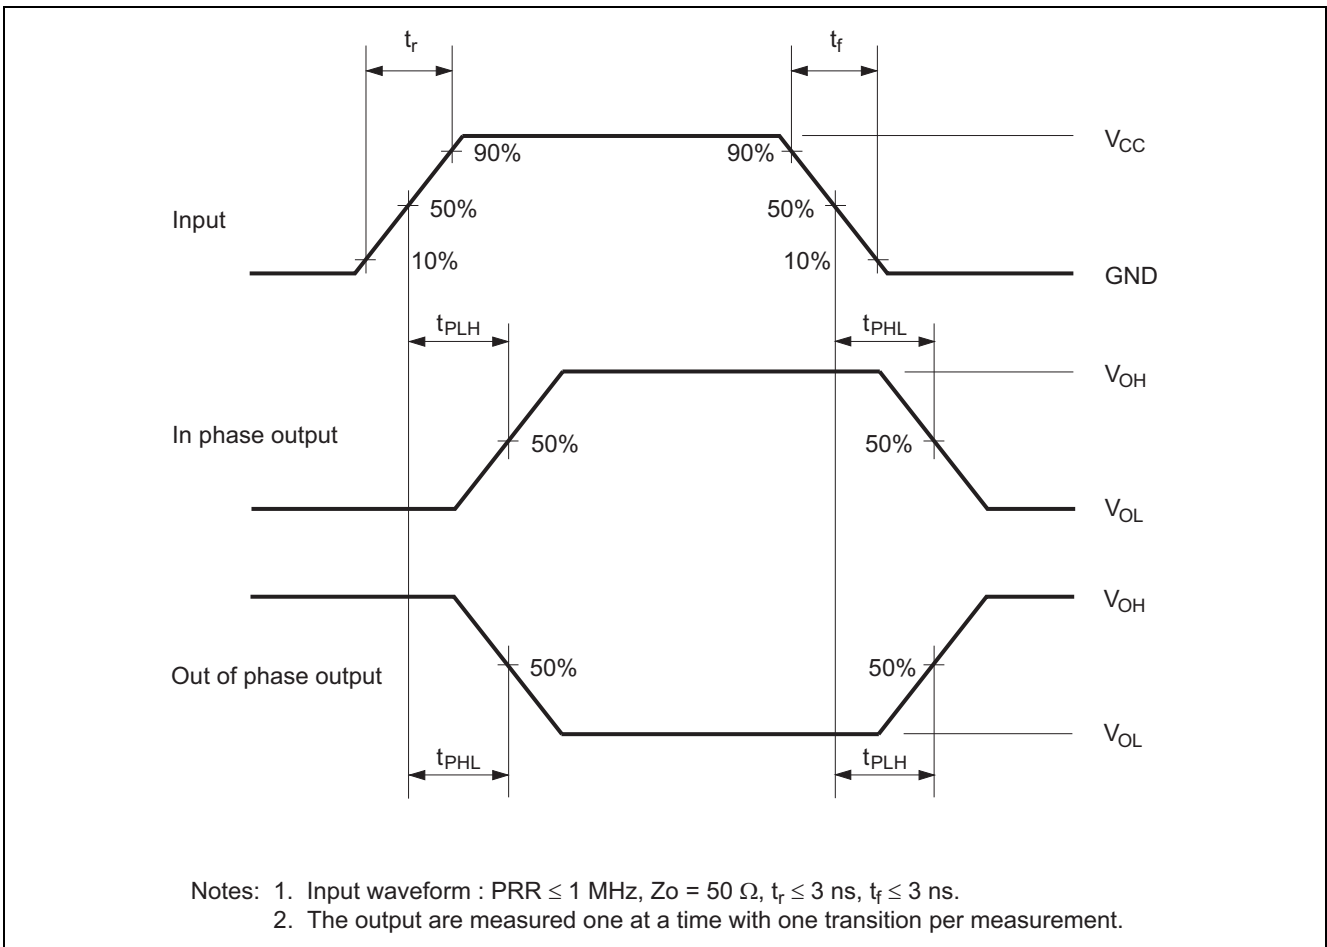 tr tf
VCC
90% 90%
Input 50% 50%
10% 10%
GND
tPLH tPHL
VOH
In phase output 50% 50%
VOL
VOH
Out of phase output 50% 50%
VOL
tPHL tPLH
Notes: 1. Input waveform : PRR ≤ 1 MHz, Zo = 50 Ω, tr ≤ 3 ns, tf ≤ 3 ns.
2. The output are measured one at a time with one transition per measurement.